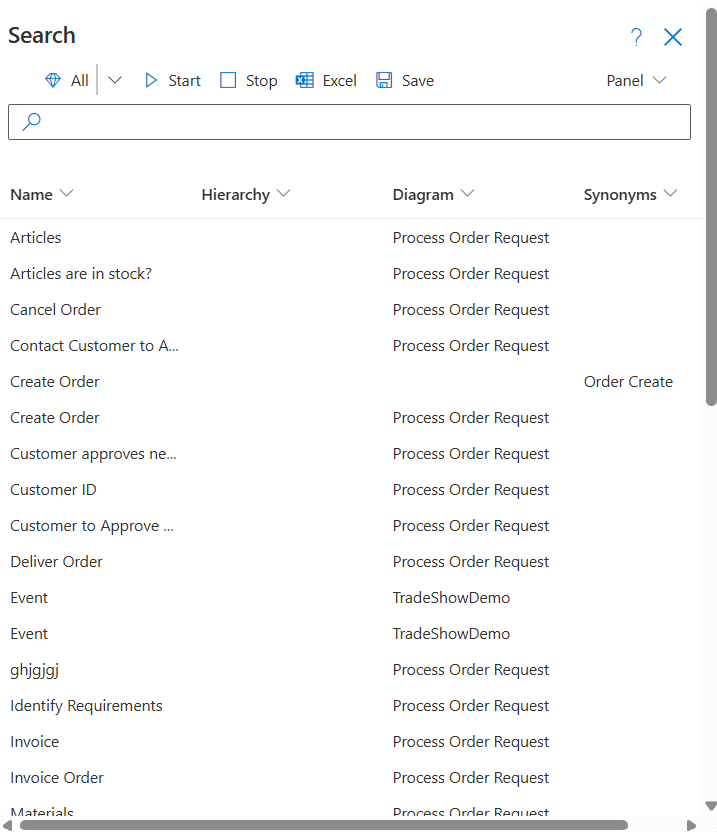 Search ?
All Start Stop Excel Save Panel
Name Hierarchy Diagram Synonyms
Articles Process Order Request
Articles are in stock? Process Order Request
Cancel Order Process Order Request
Contact Customer to A... Process Order Request
Create Order Order Create
Create Order Process Order Request
Customer approves ne... Process Order Request
Customer ID Process Order Request
Customer to Approve ... Process Order Request
Deliver Order Process Order Request
Event TradeShowDemo
Event TradeShowDemo
ghjgjgj Process Order Request
Identify Requirements Process Order Request
Invoice Process Order Request
Invoice Order Process Order Request
Materials Process Order Request